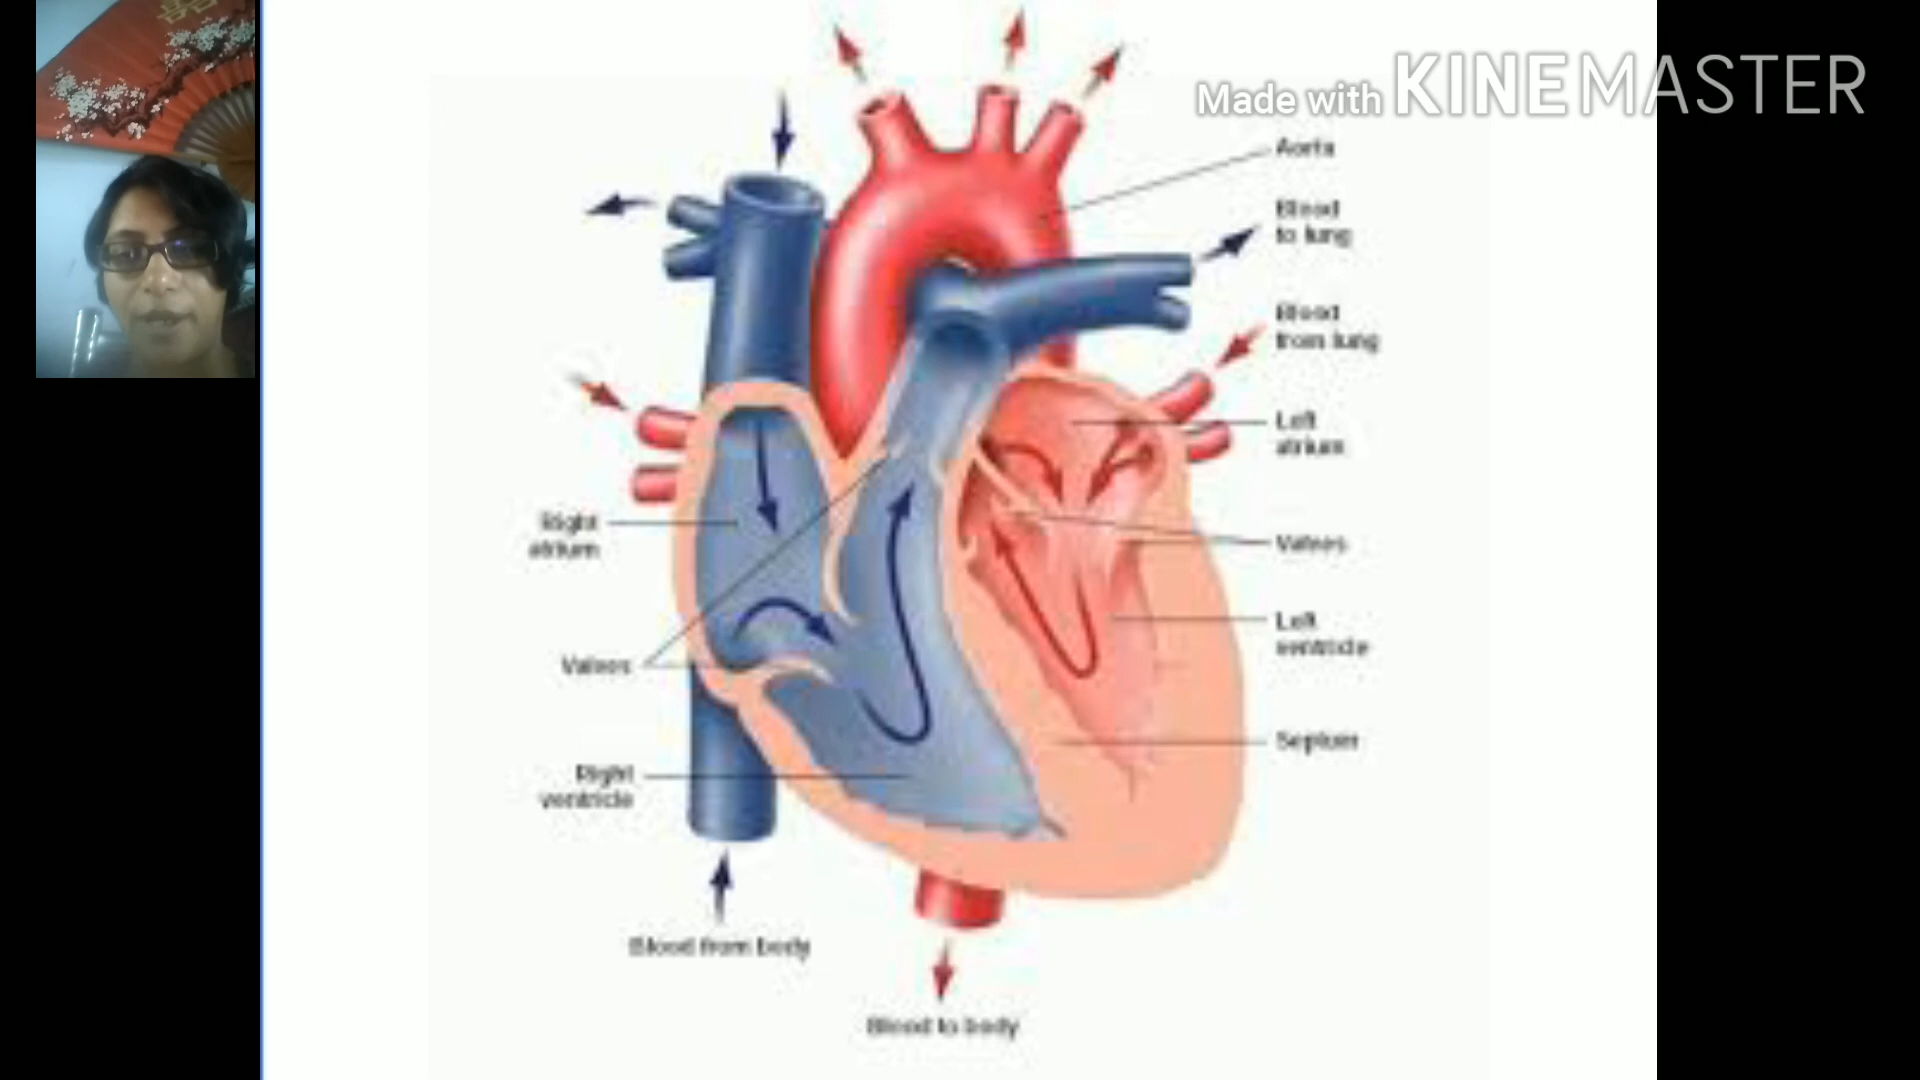 Made with KINEMASTER
Aorta
Blood
to lung
Blood
from lung
Left
atrium
Right
atrium
Valves
Left
ventricle
Valves
Septum
Right
ventricle
Blood from body
Blood to body